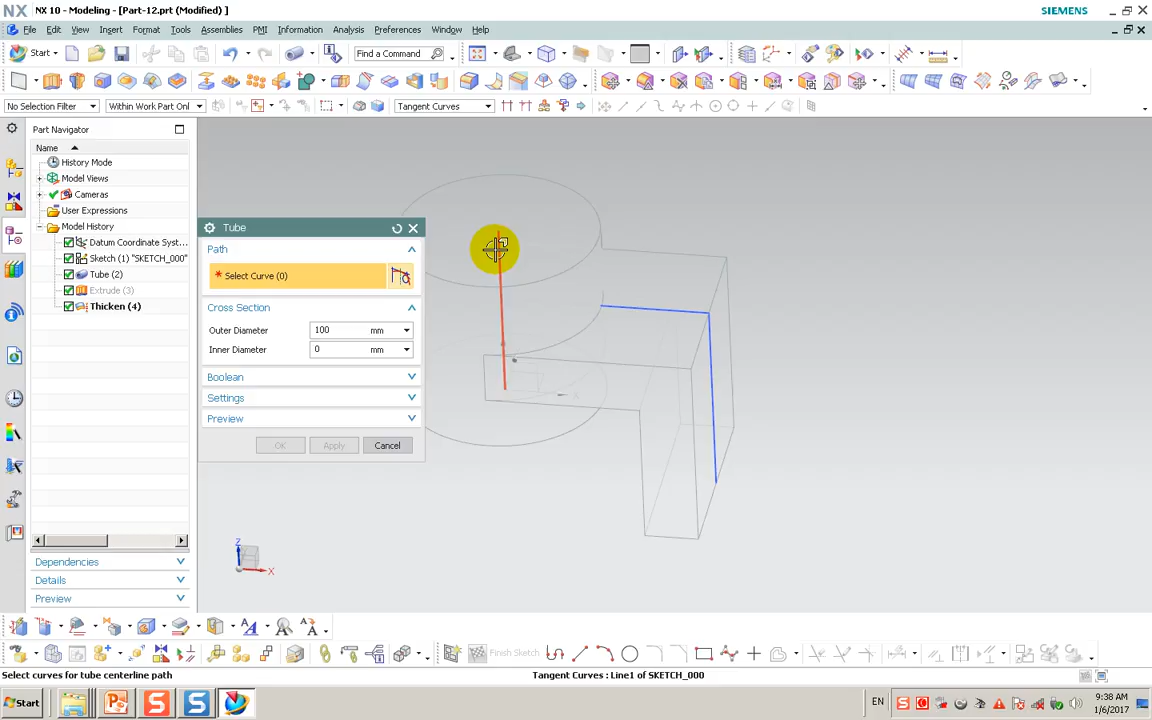 NX 10 - Modeling - [Part-12.prt (Modified) ]
SIEMENS
File Edit View Insert Format Tools Assemblies PMI Information Analysis Preferences Window Help
Start
Find a Command
No Selection Filter
Within Work Part Onl
Tangent Curves
Part Navigator
Name
History Mode
Model Views
Cameras
User Expressions
Model History
Datum Coordinate Syst...
Sketch (1) "SKETCH_000"
Tube (2)
Extrude (3)
Thicken (4)
Dependencies
Details
Preview
Tube
Path
* Select Curve (0)
Cross Section
Outer Diameter 100 mm
Inner Diameter 0 mm
Boolean
Settings
Preview
OK Apply Cancel
Z
X
Finish Sketch
Select curves for tube centerline path
Tangent Curves : Line1 of SKETCH_000
Start
EN
9:38 AM
1/6/2017